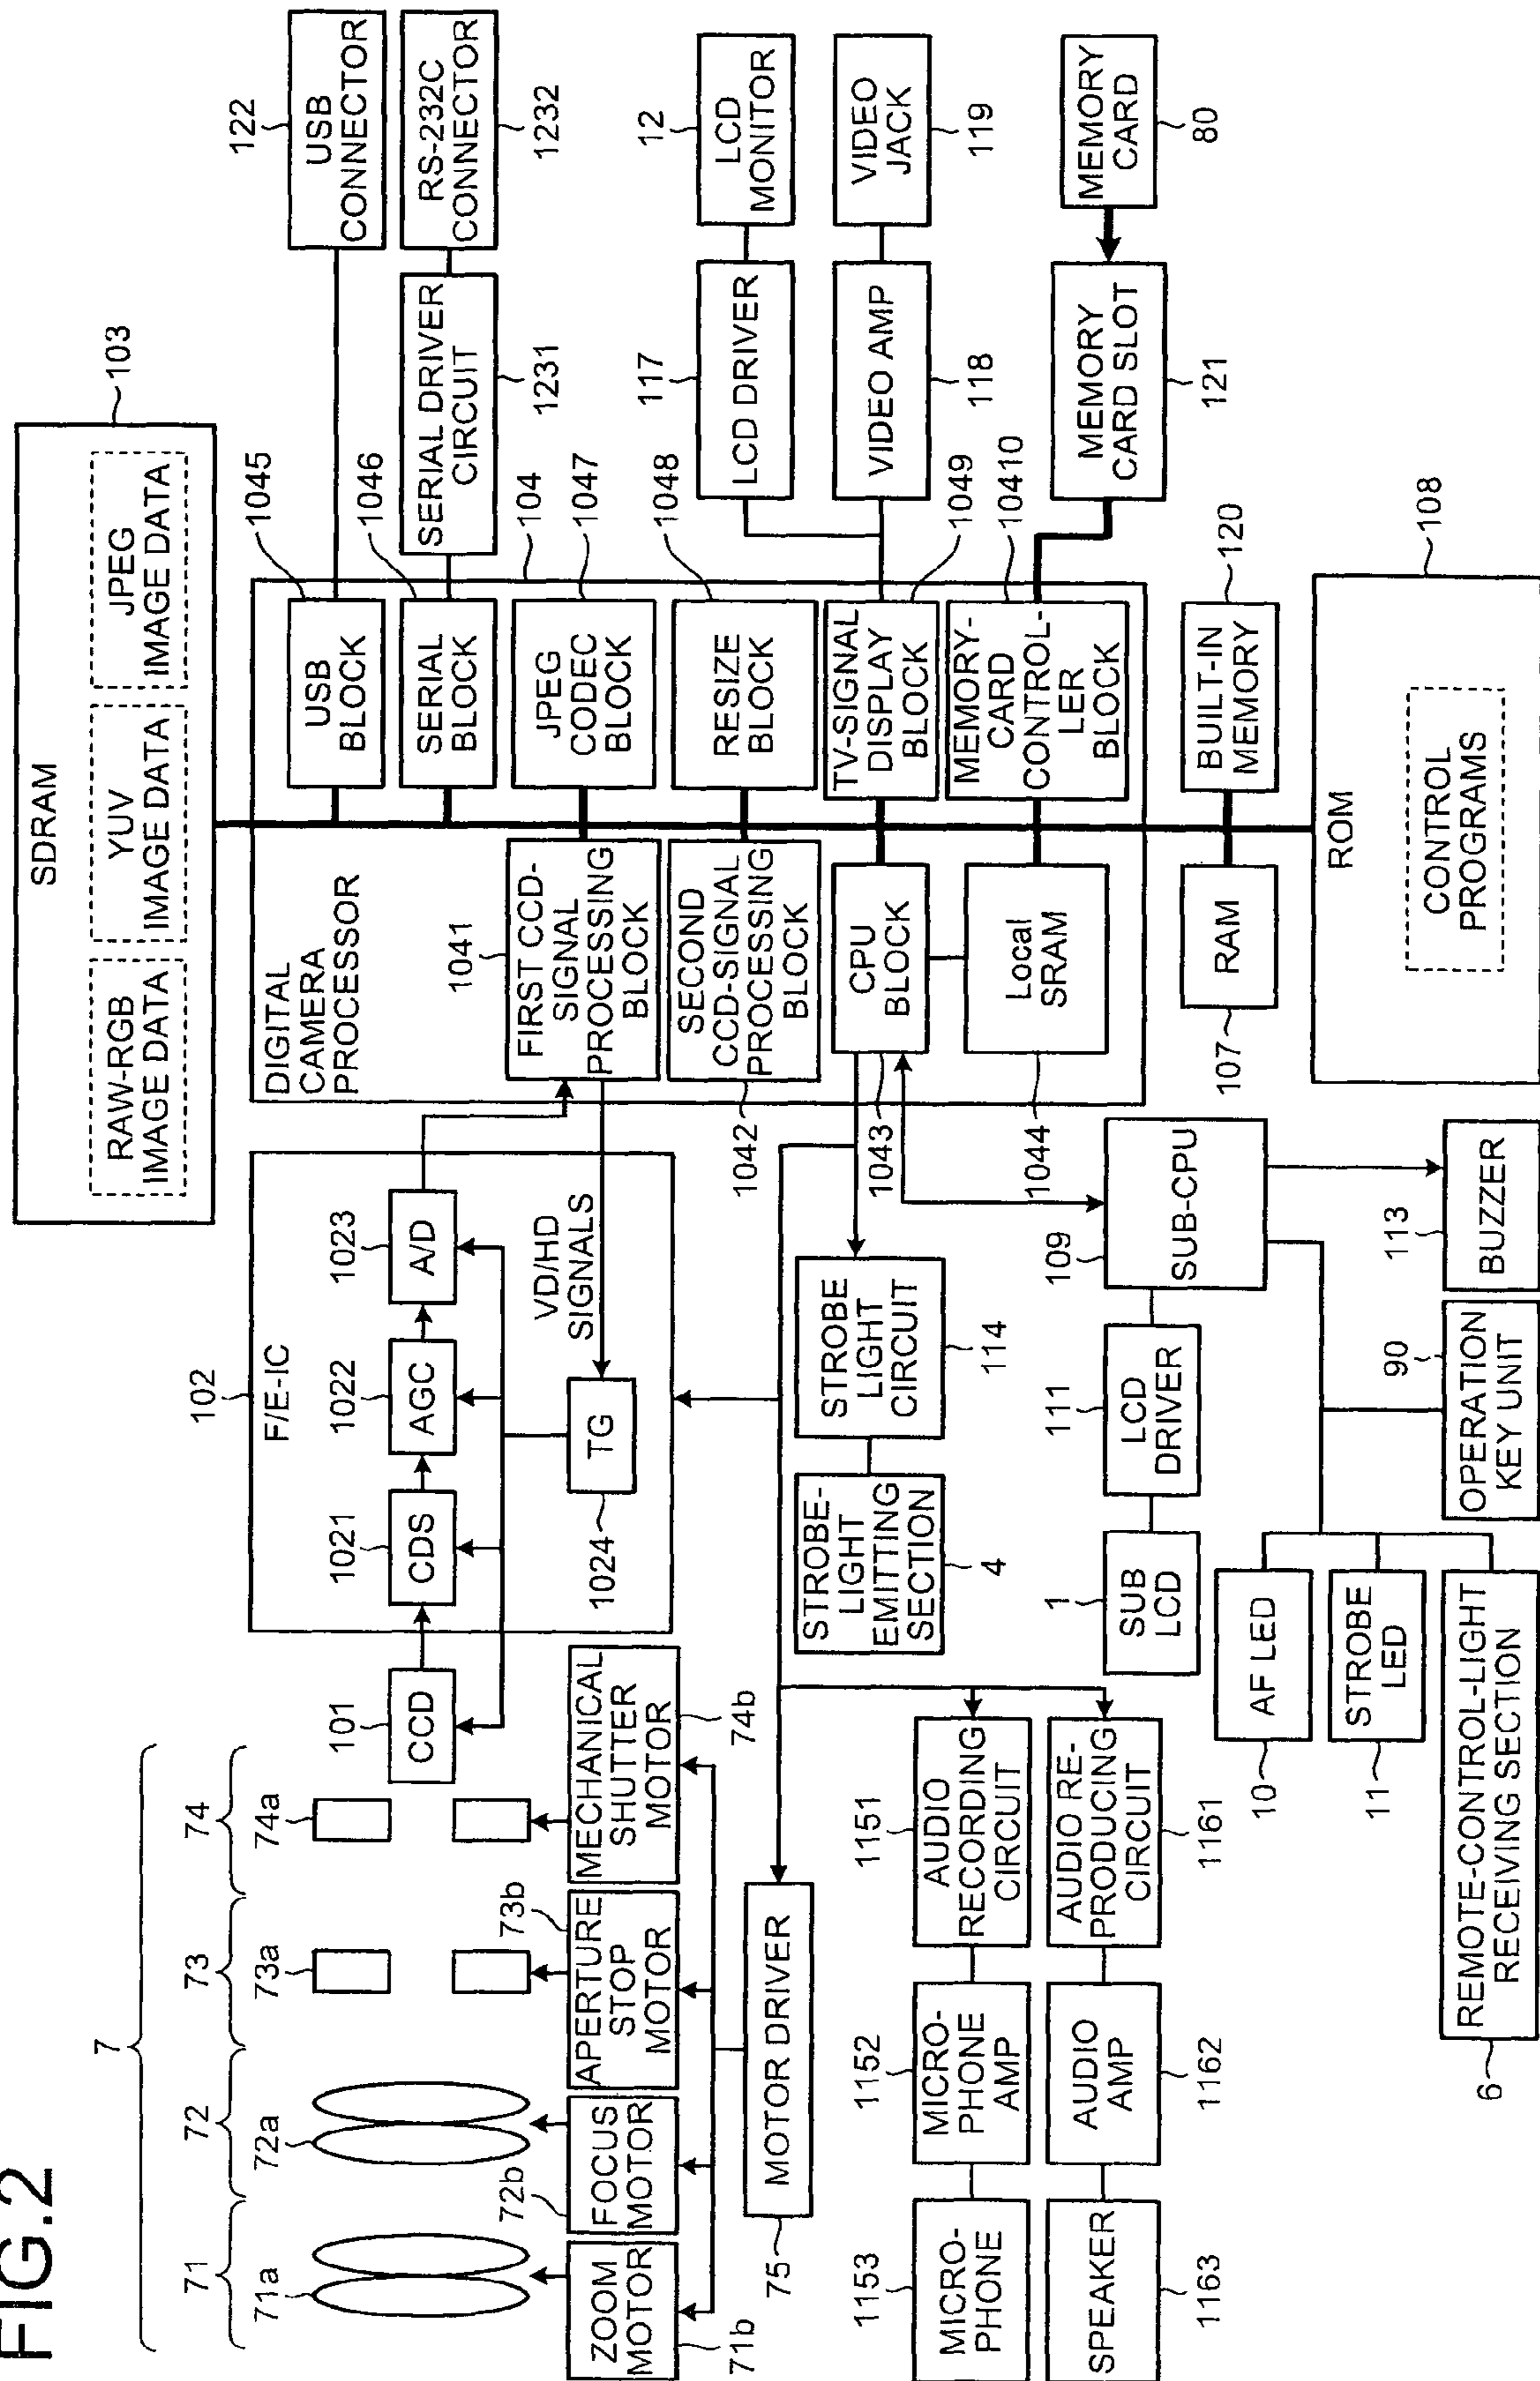 FIG.2
7
71
72
73
74
71a
72a
73a
74a
101
CCD
ZOOM
MOTOR
71b
FOCUS
MOTOR
72b
APERTURE
STOP
MOTOR
73b
MECHANICAL
SHUTTER
MOTOR
74b
MOTOR DRIVER
75
102
F/E-IC
1021
CDS
1022
AGC
1023
A/D
TG
1024
VD/HD
SIGNALS
SDRAM
103
RAW-RGB
IMAGE DATA
YUV
IMAGE DATA
JPEG
IMAGE DATA
DIGITAL
CAMERA
PROCESSOR
104
1041
FIRST CCD-
SIGNAL
PROCESSING
BLOCK
SECOND
CCD-SIGNAL
PROCESSING
BLOCK
1042
CPU
BLOCK
1043
Local
SRAM
1044
USB
BLOCK
1045
SERIAL
BLOCK
1046
JPEG
CODEC
BLOCK
1047
RESIZE
BLOCK
1048
TV-SIGNAL
DISPLAY
BLOCK
1049
MEMORY-
CARD
CONTROL-
LER
BLOCK
10410
122
USB
CONNECTOR
SERIAL DRIVER
CIRCUIT
1231
RS-232C
CONNECTOR
1232
117
LCD DRIVER
12
LCD
MONITOR
VIDEO AMP
118
VIDEO
JACK
119
MEMORY
CARD SLOT
121
MEMORY
CARD
80
STROBE
LIGHT
CIRCUIT
114
STROBE-
LIGHT
EMITTING
SECTION
4
1151
AUDIO
RECORDING
CIRCUIT
1152
MICRO-
PHONE
AMP
1153
MICRO-
PHONE
AUDIO RE-
PRODUCING
CIRCUIT
1161
AUDIO
AMP
1162
SPEAKER
1163
109
SUB-CPU
111
LCD
DRIVER
1
SUB
LCD
AF LED
10
STROBE
LED
11
REMOTE-CONTROL-LIGHT
RECEIVING SECTION
6
90
OPERATION
KEY UNIT
113
BUZZER
RAM
107
BUILT-IN
MEMORY
120
ROM
108
CONTROL
PROGRAMS